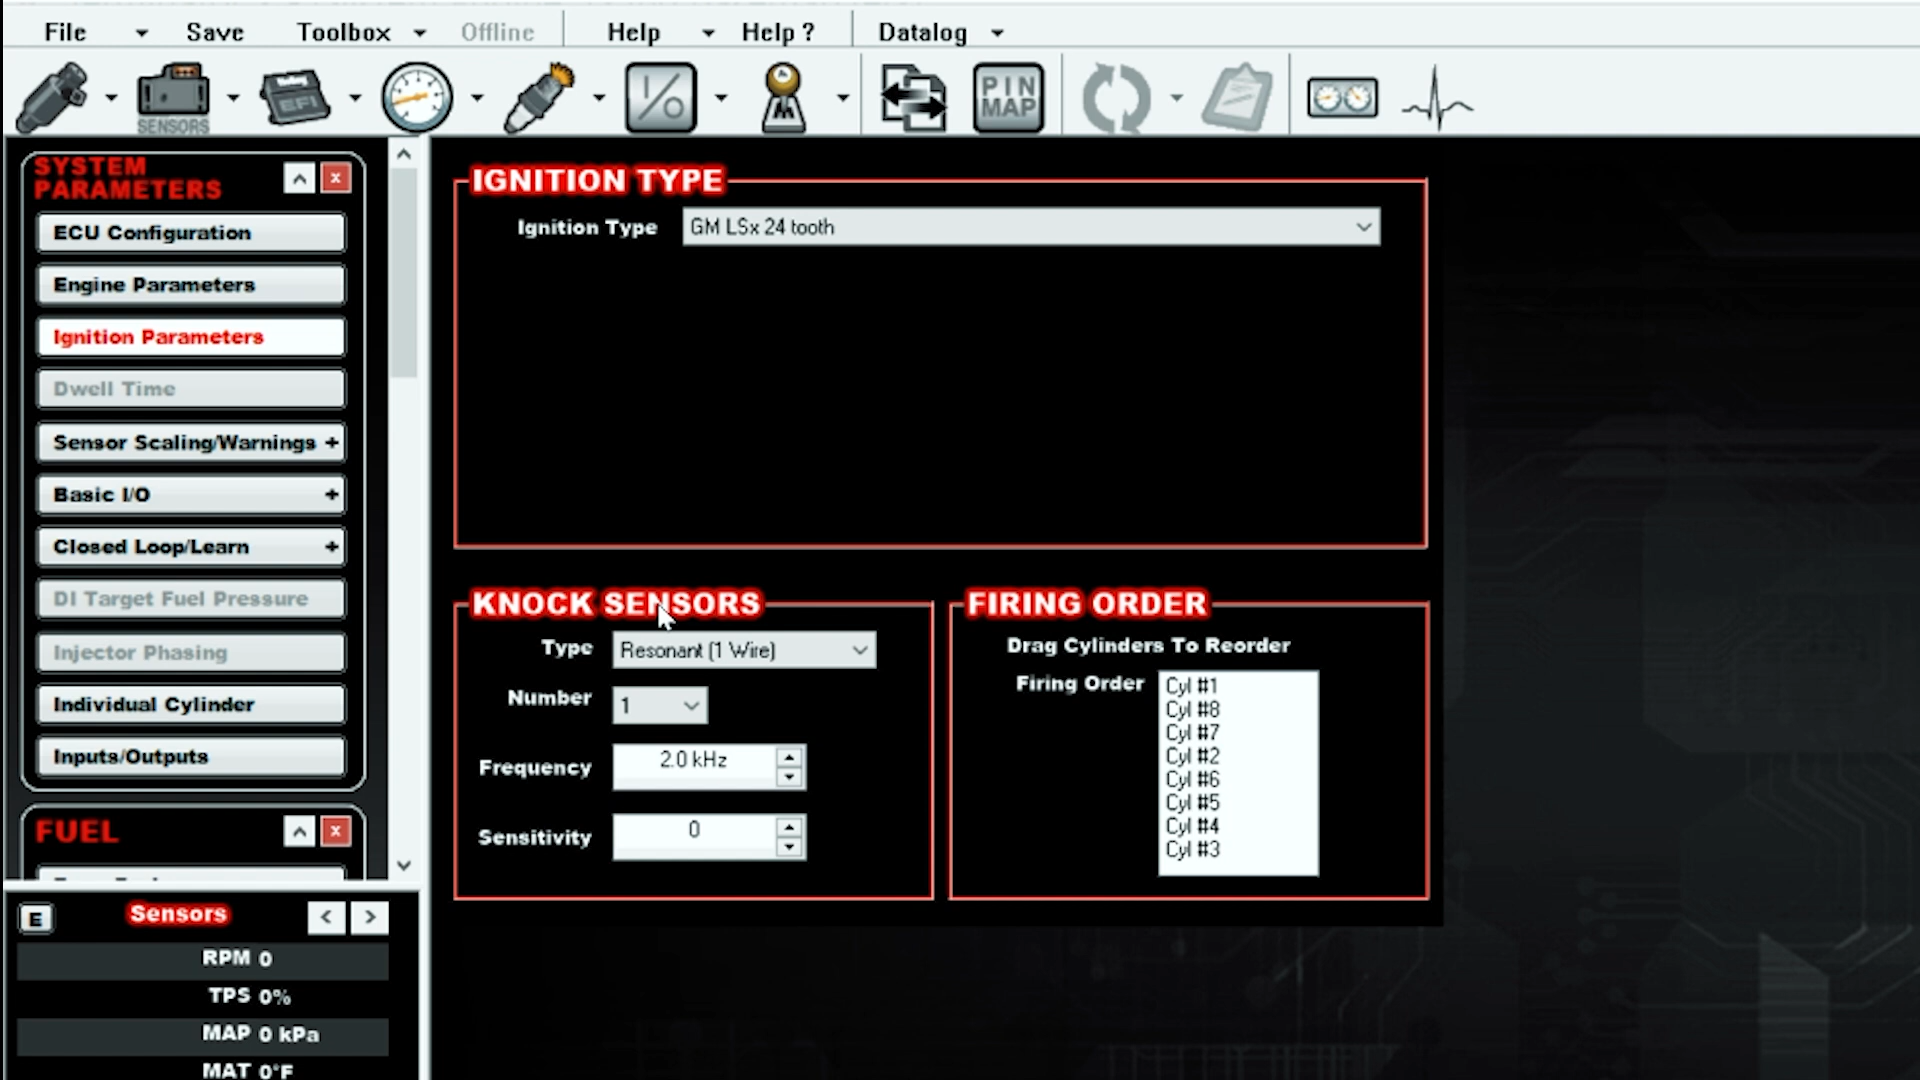 File
Save
Toolbox
Offline
Help
Help ?
Datalog
SENSORS
EFI
I/O
PIN
MAP
SYSTEM
PARAMETERS
ECU Configuration
Engine Parameters
Ignition Parameters
Dwell Time
Sensor Scaling/Warnings +
Basic I/O +
Closed Loop/Learn +
DI Target Fuel Pressure
Injector Phasing
Individual Cylinder
Inputs/Outputs
FUEL
E
Sensors
RPM 0
TPS 0%
MAP 0 kPa
MAT 0°F
IGNITION TYPE
Ignition Type
GM LSx 24 tooth
KNOCK SENSORS
Type
Resonant (1 Wire)
Number
1
Frequency
2.0 kHz
Sensitivity
0
FIRING ORDER
Drag Cylinders To Reorder
Firing Order
Cyl #1
Cyl #8
Cyl #7
Cyl #2
Cyl #6
Cyl #5
Cyl #4
Cyl #3